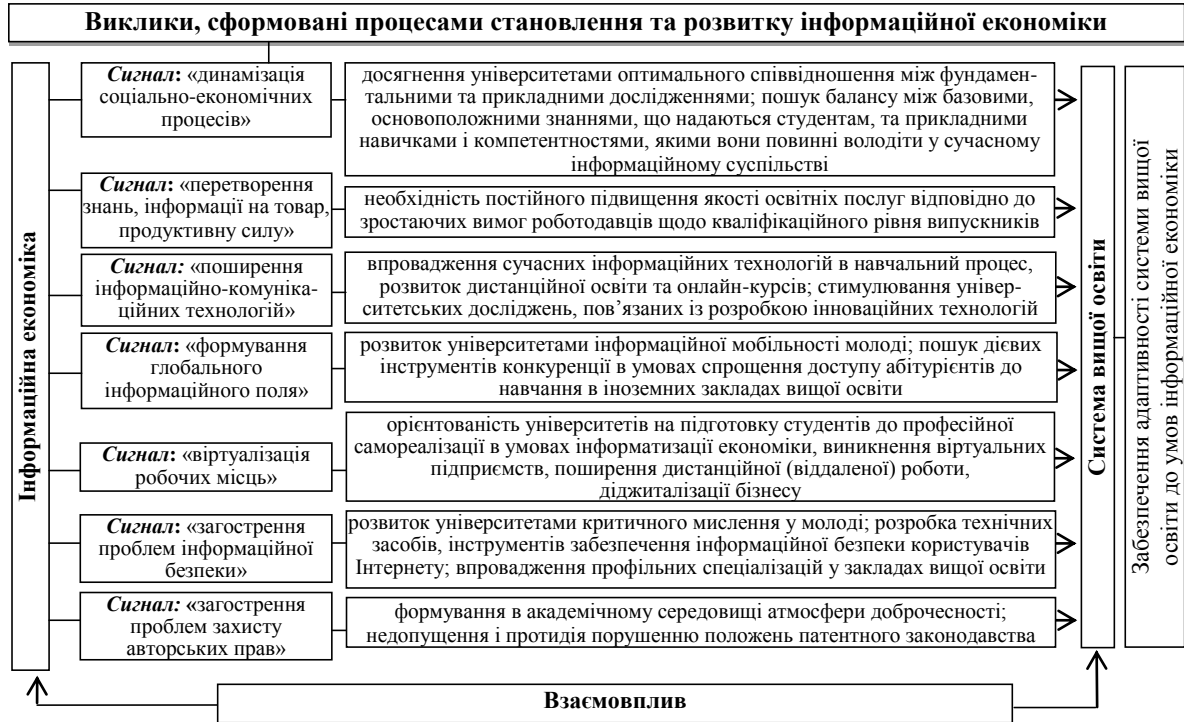 Виклики, сформовані процесами становлення та розвитку інформаційної економіки
Інформаційна економіка
Сигнал: «динамізація
соціально-економічних
процесів»
досягнення університетами оптимального співвідношення між фундамен-
тальними та прикладними дослідженнями; пошук балансу між базовими,
основоположними знаннями, що надаються студентам, та прикладними
навичками і компетентностями, якими вони повинні володіти у сучасному
інформаційному суспільстві
Сигнал: «перетворення
знань, інформації на товар,
продуктивну силу»
необхідність постійного підвищення якості освітніх послуг відповідно до
зростаючих вимог роботодавців щодо кваліфікаційного рівня випускників
Сигнал: «поширення
інформаційно-комуніка-
ційних технологій»
впровадження сучасних інформаційних технологій в навчальний процес,
розвиток дистанційної освіти та онлайн-курсів; стимулювання універ-
ситетських досліджень, пов’язаних із розробкою інноваційних технологій
Сигнал: «формування
глобального
інформаційного поля»
розвиток університетами інформаційної мобільності молоді; пошук дієвих
інструментів конкуренції в умовах спрощення доступу абітурієнтів до
навчання в іноземних закладах вищої освіти
Сигнал: «віртуалізація
робочих місць»
орієнтованість університетів на підготовку студентів до професійної
самореалізації в умовах інформатизації економіки, виникнення віртуальних
підприємств, поширення дистанційної (віддаленої) роботи,
діджиталізації бізнесу
Сигнал: «загострення
проблем інформаційної
безпеки»
розвиток університетами критичного мислення у молоді; розробка технічних
засобів, інструментів забезпечення інформаційної безпеки користувачів
Інтернету; впровадження профільних спеціалізацій у закладах вищої освіти
Сигнал: «загострення
проблем захисту
авторських прав»
формування в академічному середовищі атмосфери доброчесності;
недопущення і протидія порушенню положень патентного законодавства
Система вищої освіти
Забезпечення адаптивності системи вищої
освіти до умов інформаційної економіки
Взаємовплив